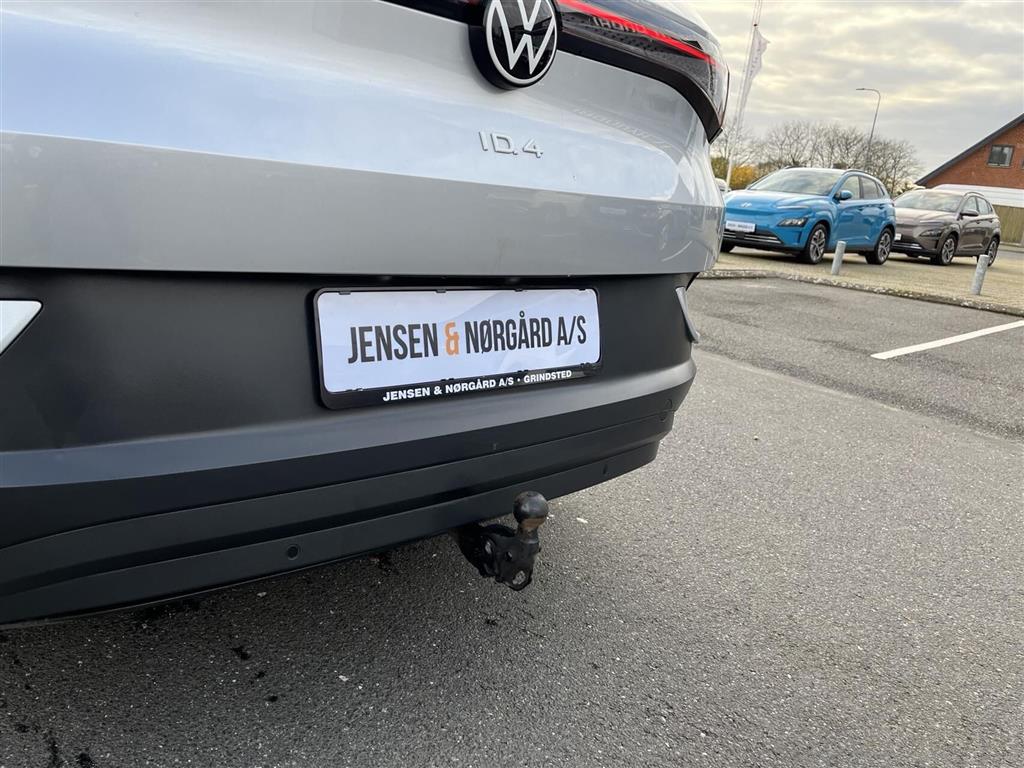 ID.4
JENSEN & NØRGÅRD A/S
JENSEN & NØRGÅRD A/S • GRINDSTED